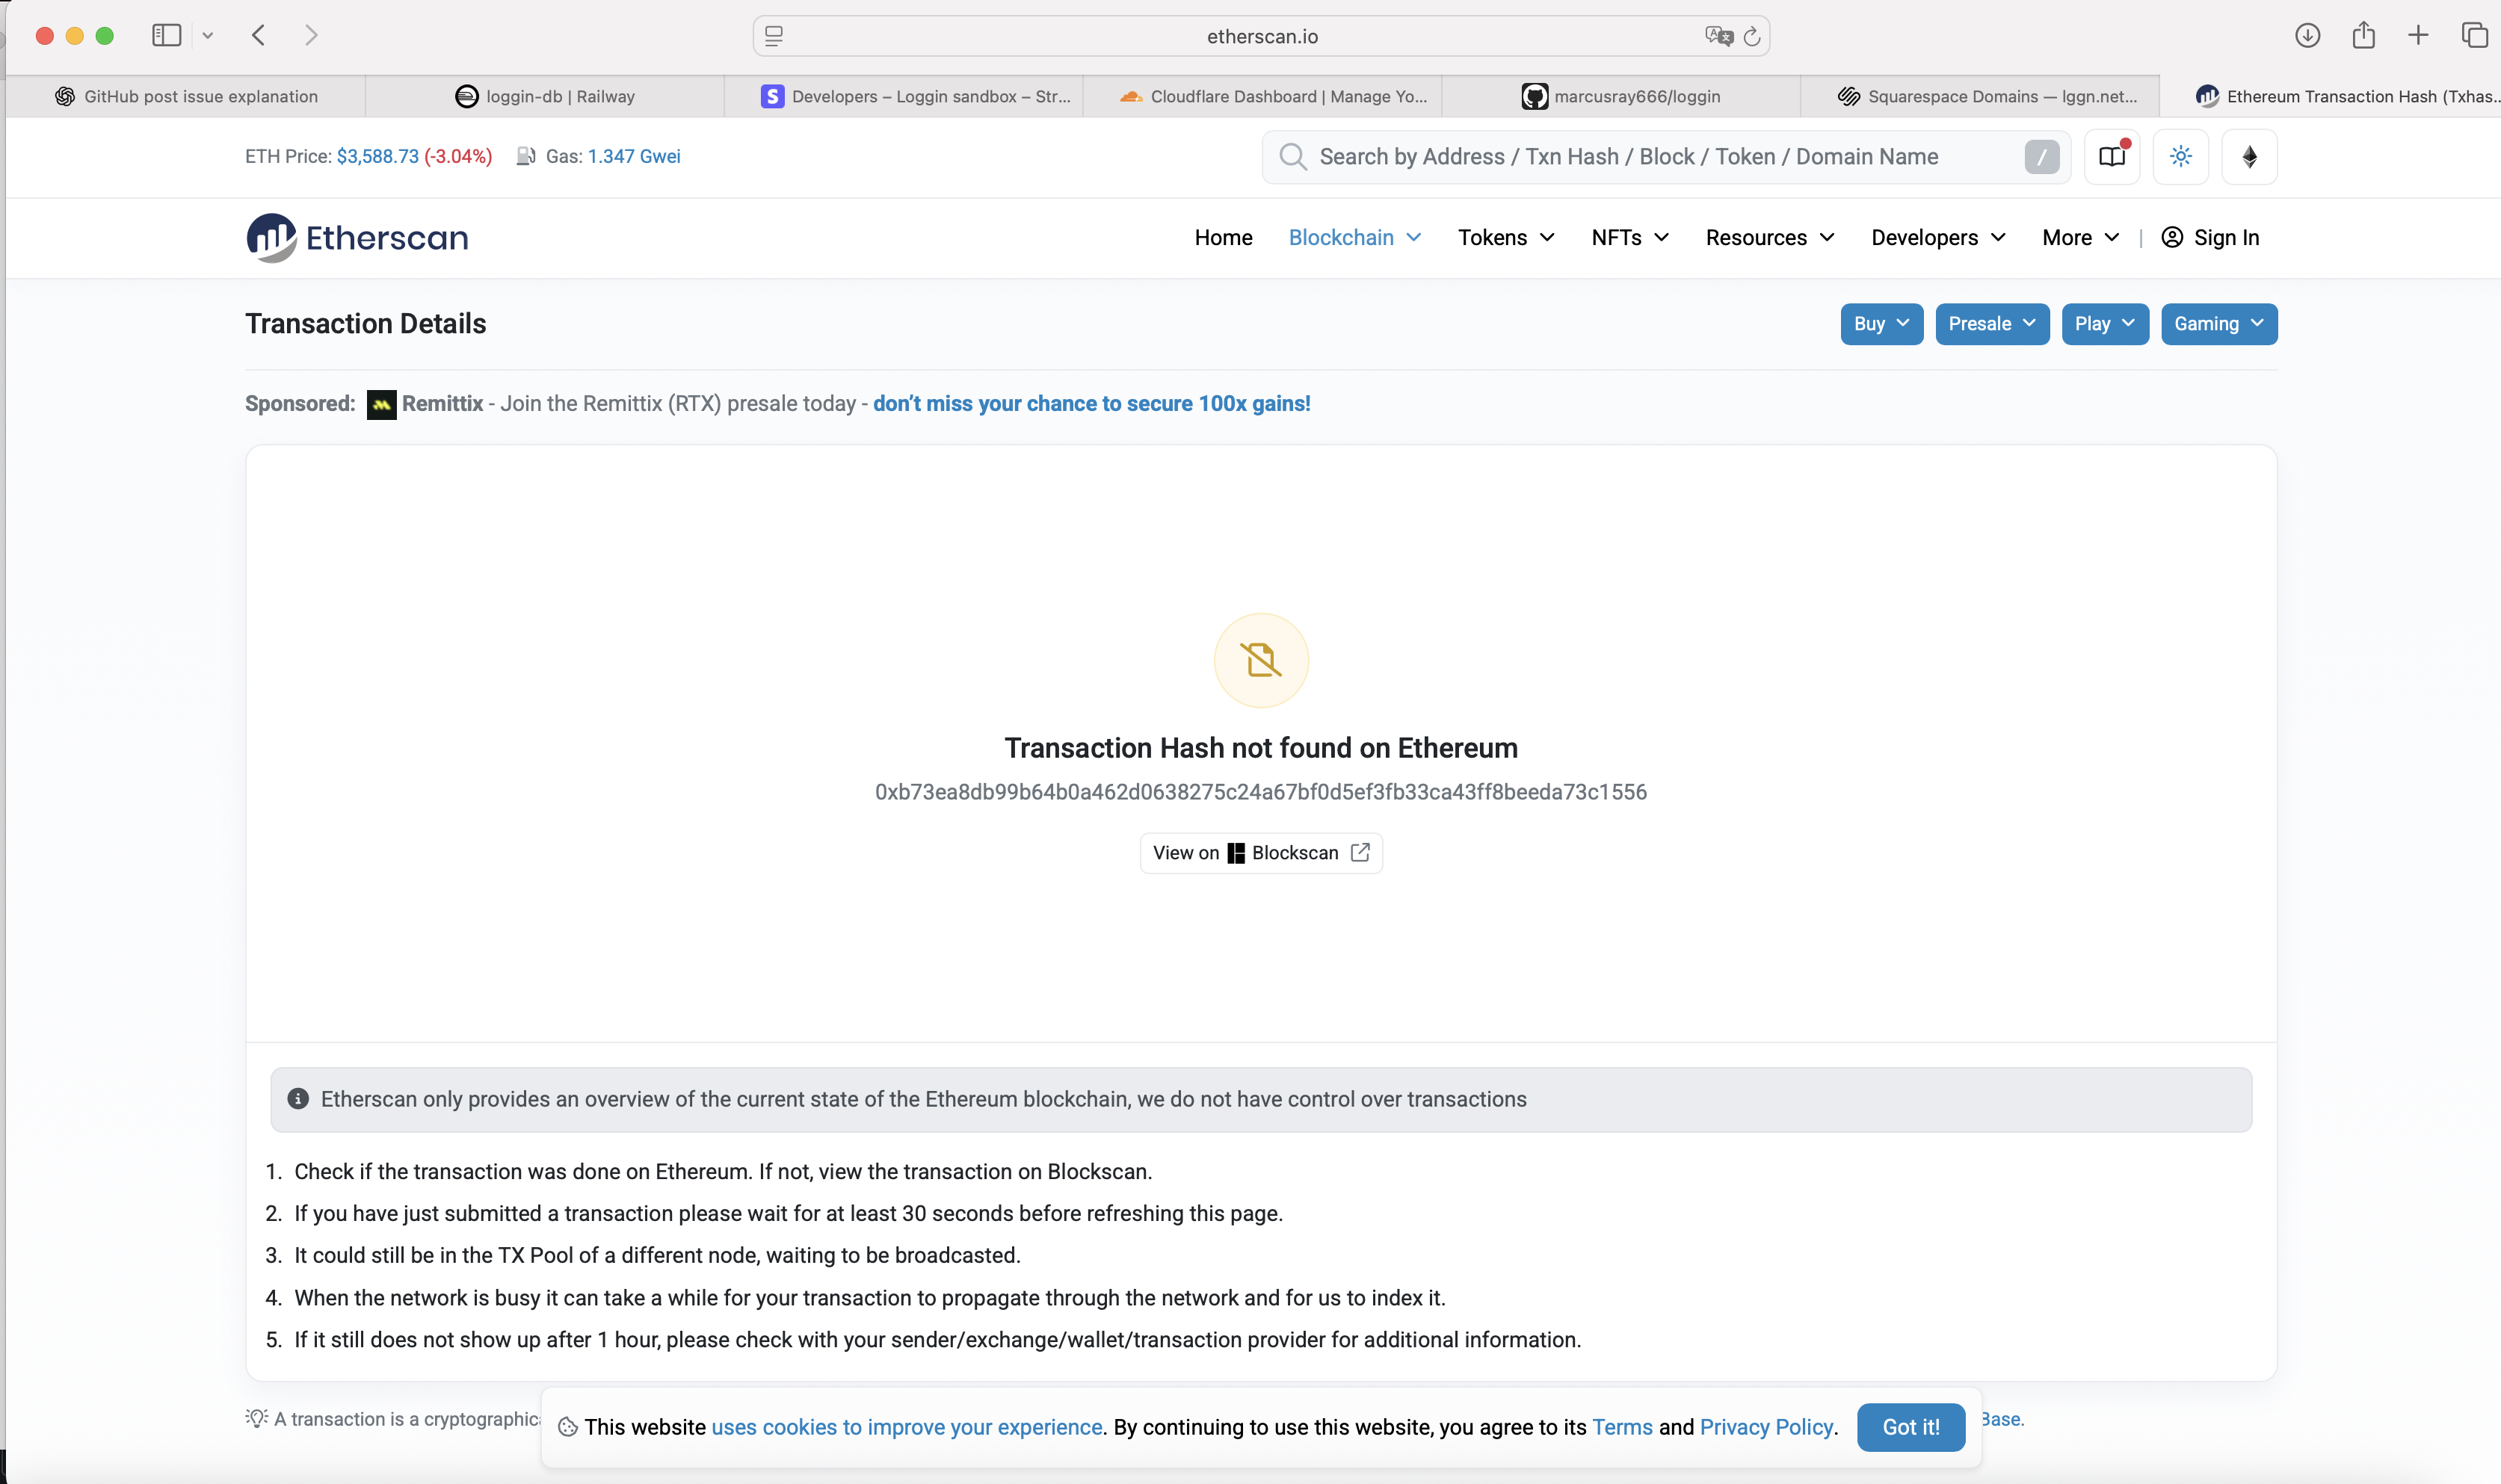 etherscan.io
GitHub post issue explanation
loggin-db | Railway
S Developers – Loggin sandbox – Str...
Cloudflare Dashboard | Manage Yo...
marcusray666/loggin
Squarespace Domains — lggn.net...
Ethereum Transaction Hash (Txhas...
ETH Price: $3,588.73 (-3.04%) Gas: 1.347 Gwei
Search by Address / Txn Hash / Block / Token / Domain Name /
Etherscan
Home Blockchain Tokens NFTs Resources Developers More | Sign In
Transaction Details
Buy Presale Play Gaming
Sponsored: Remittix - Join the Remittix (RTX) presale today - don’t miss your chance to secure 100x gains!
Transaction Hash not found on Ethereum
0xb73ea8db99b64b0a462d0638275c24a67bf0d5ef3fb33ca43ff8beeda73c1556
View on Blockscan
Etherscan only provides an overview of the current state of the Ethereum blockchain, we do not have control over transactions
1. Check if the transaction was done on Ethereum. If not, view the transaction on Blockscan.
2. If you have just submitted a transaction please wait for at least 30 seconds before refreshing this page.
3. It could still be in the TX Pool of a different node, waiting to be broadcasted.
4. When the network is busy it can take a while for your transaction to propagate through the network and for us to index it.
5. If it still does not show up after 1 hour, please check with your sender/exchange/wallet/transaction provider for additional information.
A transaction is a cryptographic
Base.
This website uses cookies to improve your experience. By continuing to use this website, you agree to its Terms and Privacy Policy.
Got it!